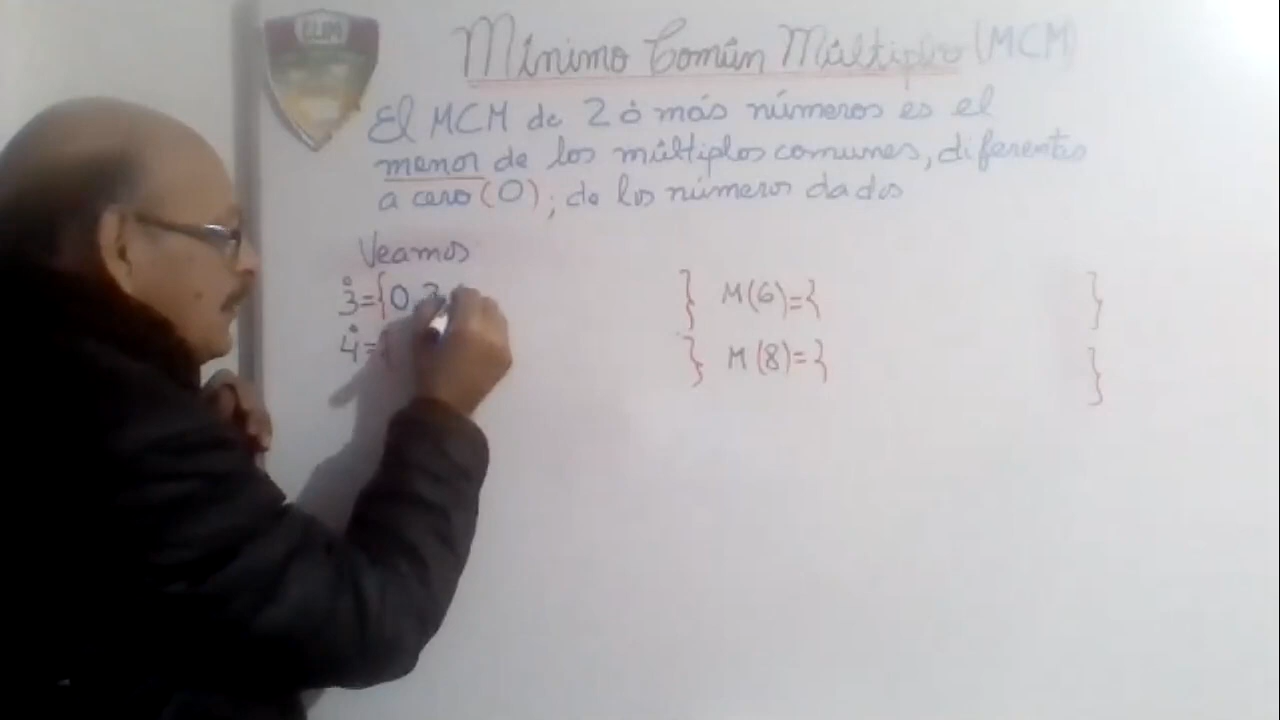 CLIM
Mínimo Común Múltiplo (MCM)
El MCM de 2 ó más números es el
menor de los múltiplos comunes, diferentes
a cero (0); de los números dados
Veamos
3̊={0,3 } M(6)={ }
4̊={ } M(8)={ }